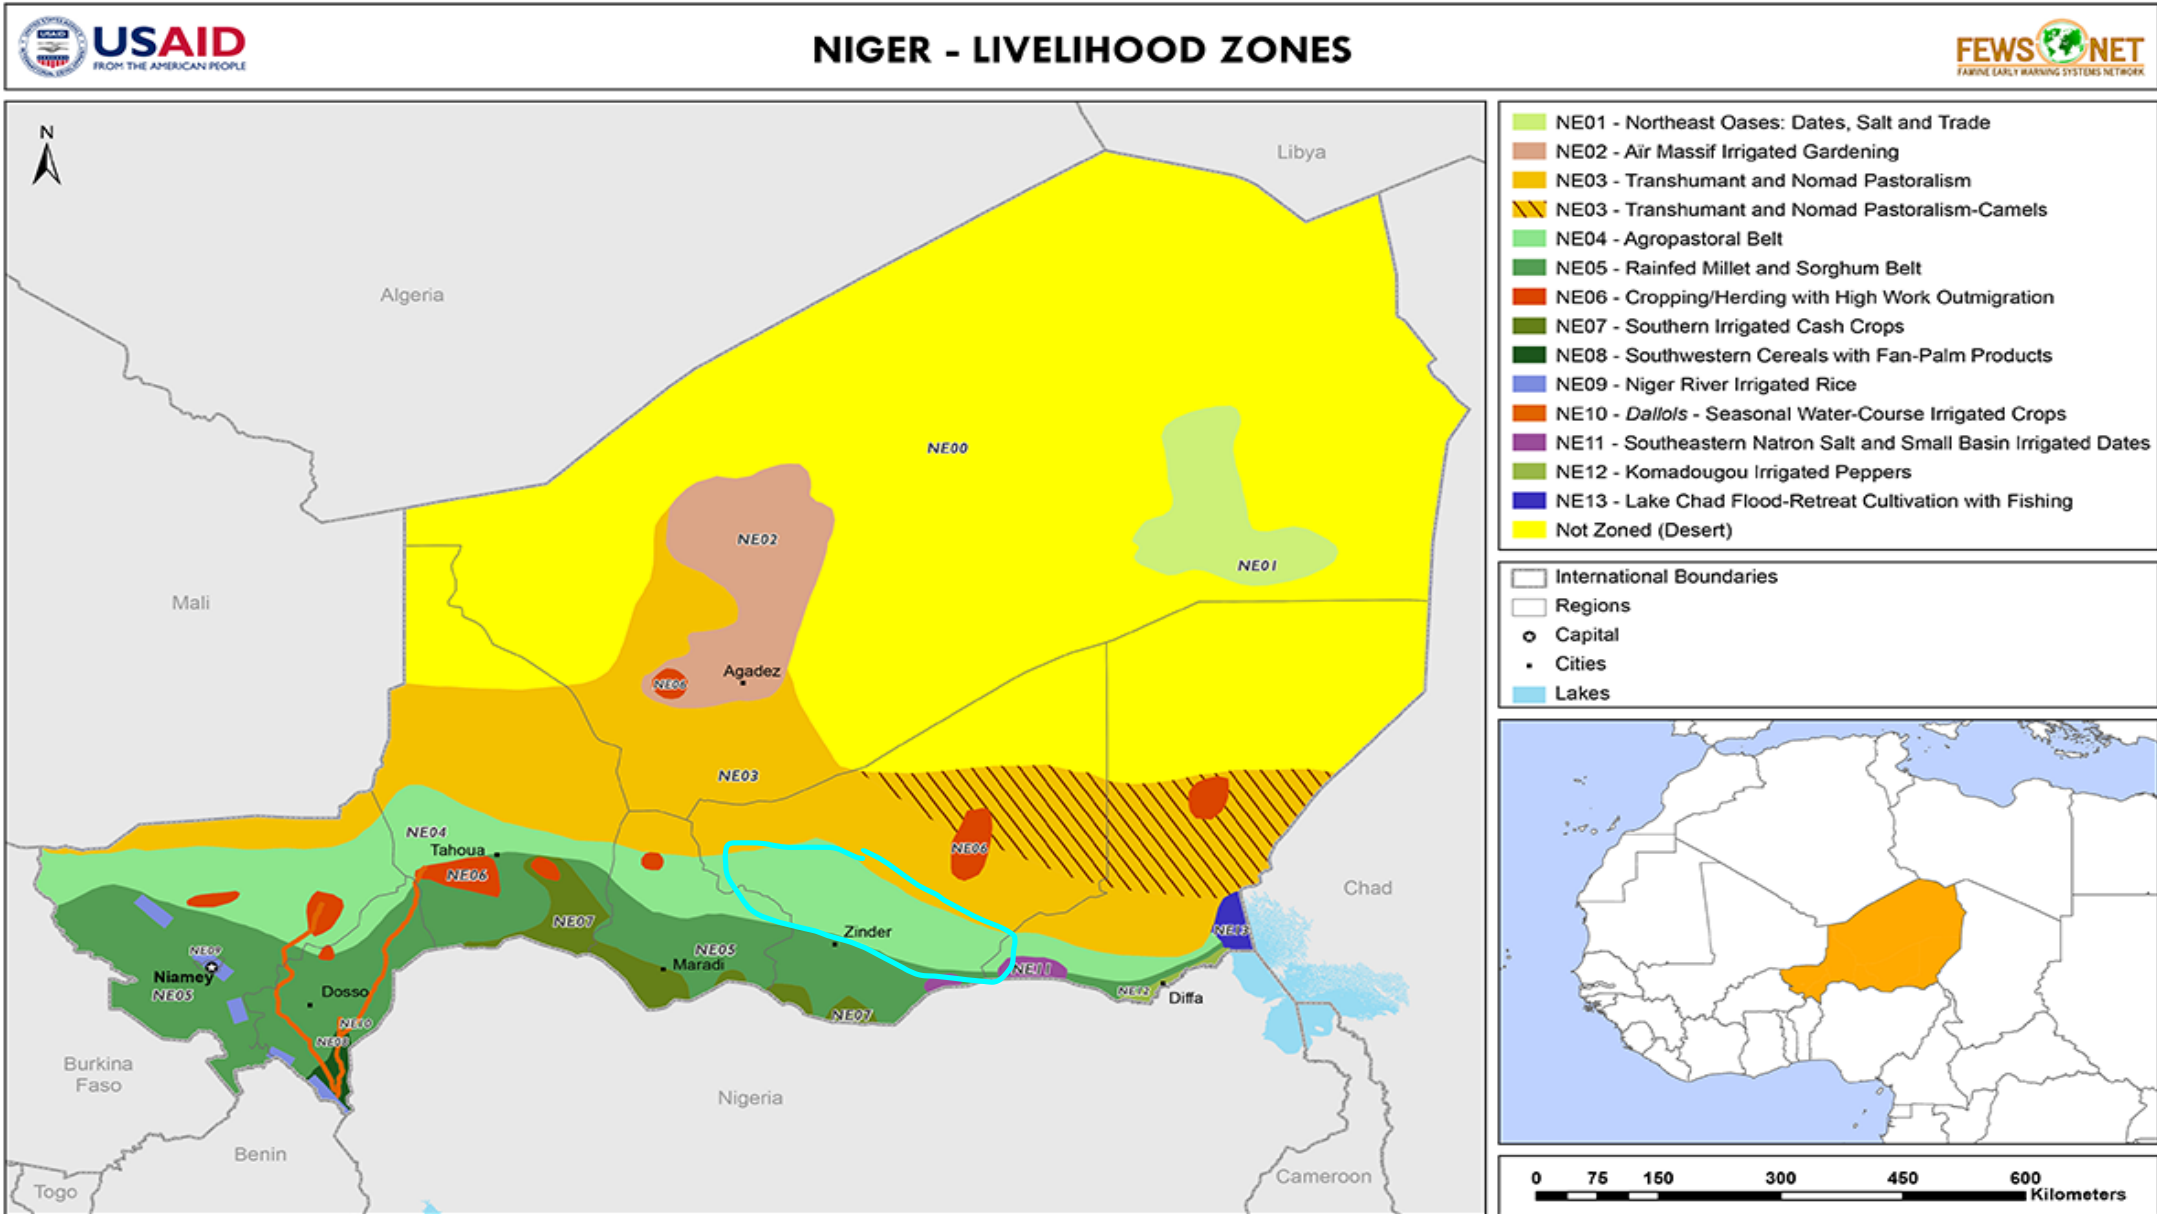 USAID
FROM THE AMERICAN PEOPLE
NIGER - LIVELIHOOD ZONES
FEWS NET
FAMINE EARLY WARNING SYSTEMS NETWORK
N
Libya
Algeria
Mali
NE00
NE02
NE01
Agadez
NE06
NE03
NE04
Tahoua
NE06
NE06
Chad
NE07
Zinder
NE13
NE09
NE05
Maradi
NE11
Niamey
NE05
Dosso
NE12
Diffa
NE10
NE07
NE08
Burkina
Faso
Nigeria
Benin
Togo
Cameroon
NE01 - Northeast Oases: Dates, Salt and Trade
NE02 - Aïr Massif Irrigated Gardening
NE03 - Transhumant and Nomad Pastoralism
NE03 - Transhumant and Nomad Pastoralism-Camels
NE04 - Agropastoral Belt
NE05 - Rainfed Millet and Sorghum Belt
NE06 - Cropping/Herding with High Work Outmigration
NE07 - Southern Irrigated Cash Crops
NE08 - Southwestern Cereals with Fan-Palm Products
NE09 - Niger River Irrigated Rice
NE10 - Dallols - Seasonal Water-Course Irrigated Crops
NE11 - Southeastern Natron Salt and Small Basin Irrigated Dates
NE12 - Komadougou Irrigated Peppers
NE13 - Lake Chad Flood-Retreat Cultivation with Fishing
Not Zoned (Desert)
International Boundaries
Regions
Capital
Cities
Lakes
0 75 150 300 450 600
Kilometers